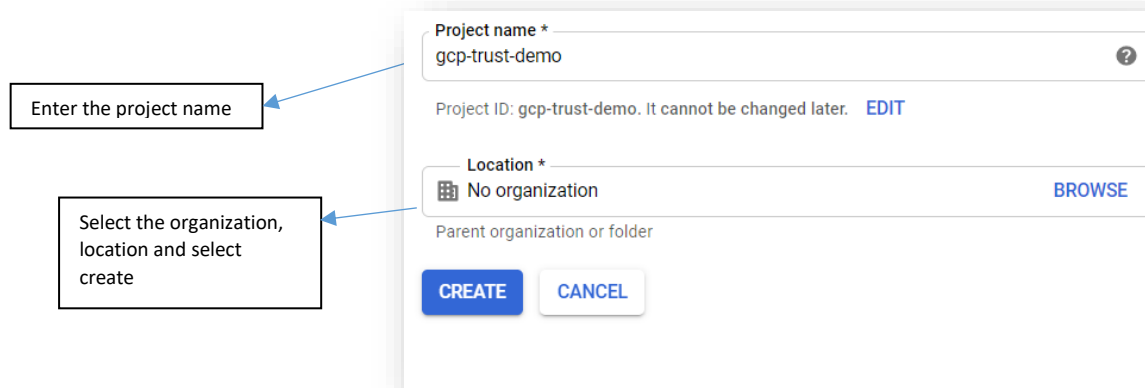 Project name *
gcp-trust-demo
Enter the project name
Project ID: gcp-trust-demo. It cannot be changed later. EDIT
Location *
No organization BROWSE
Select the organization,
location and select
create
Parent organization or folder
CREATE CANCEL